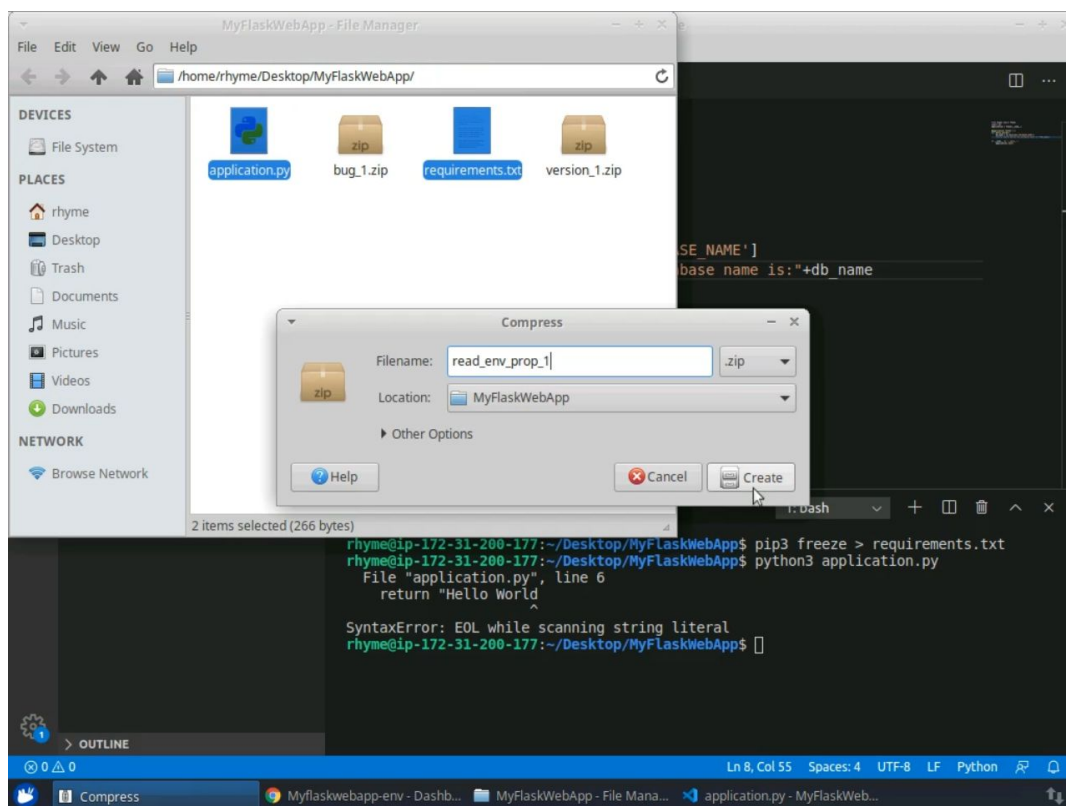 MyFlaskWebApp - File Manager
File Edit View Go Help
/home/rhyme/Desktop/MyFlaskWebApp/
DEVICES
File System
PLACES
rhyme
Desktop
Trash
Documents
Music
Pictures
Videos
Downloads
NETWORK
Browse Network
application.py
zip
bug_1.zip
requirements.txt
zip
version_1.zip
2 items selected (266 bytes)
SE_NAME']
base name is:"+db_name
Compress
zip
Filename: read_env_prop_1 .zip
Location: MyFlaskWebApp
Other Options
Help Cancel Create
1: bash
rhyme@ip-172-31-200-177:~/Desktop/MyFlaskWebApp$ pip3 freeze > requirements.txt
rhyme@ip-172-31-200-177:~/Desktop/MyFlaskWebApp$ python3 application.py
File "application.py", line 6
return "Hello World
^
SyntaxError: EOL while scanning string literal
rhyme@ip-172-31-200-177:~/Desktop/MyFlaskWebApp$
1
> OUTLINE
0 0 Ln 8, Col 55 Spaces: 4 UTF-8 LF Python
Compress Myflaskwebapp-env - Dashb... MyFlaskWebApp - File Mana... application.py - MyFlaskWeb...